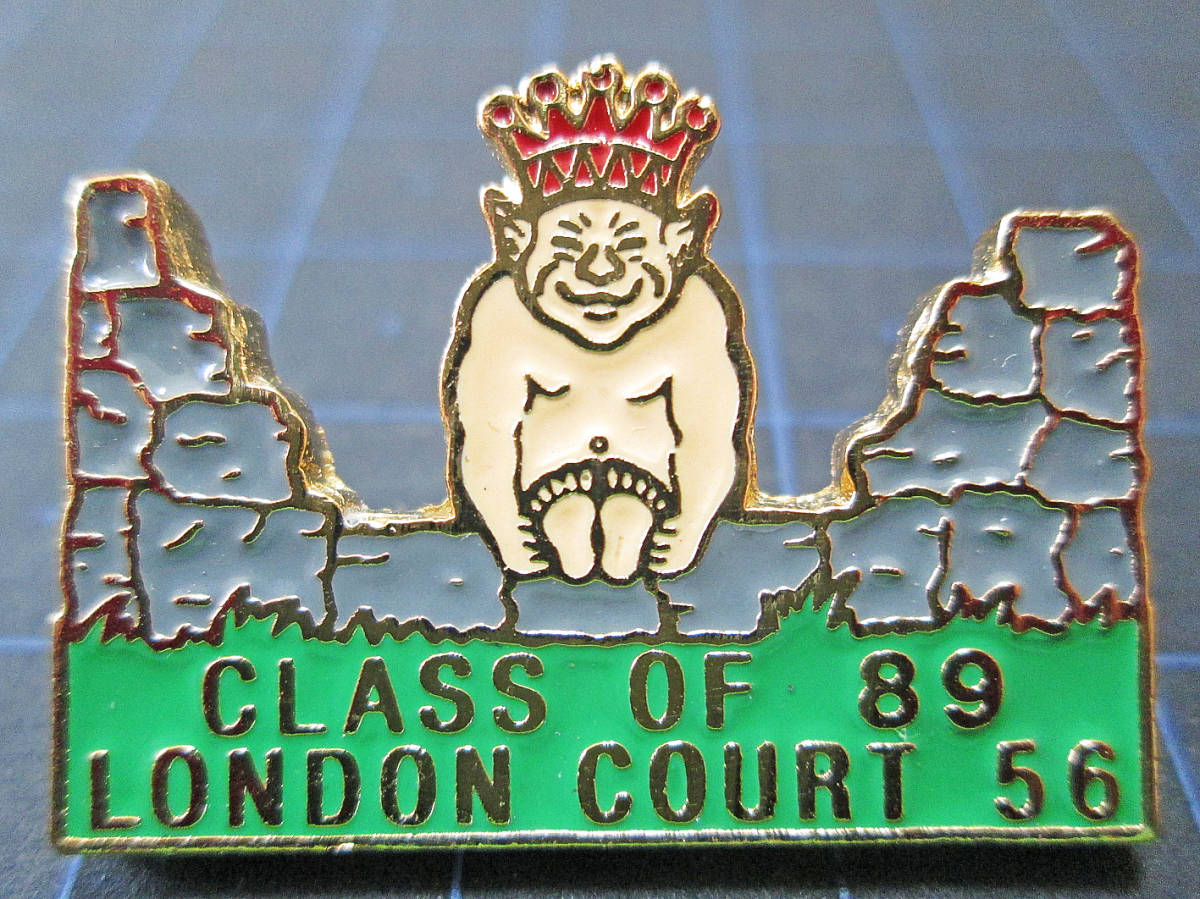 CLASS OF 89
LONDON COURT 56